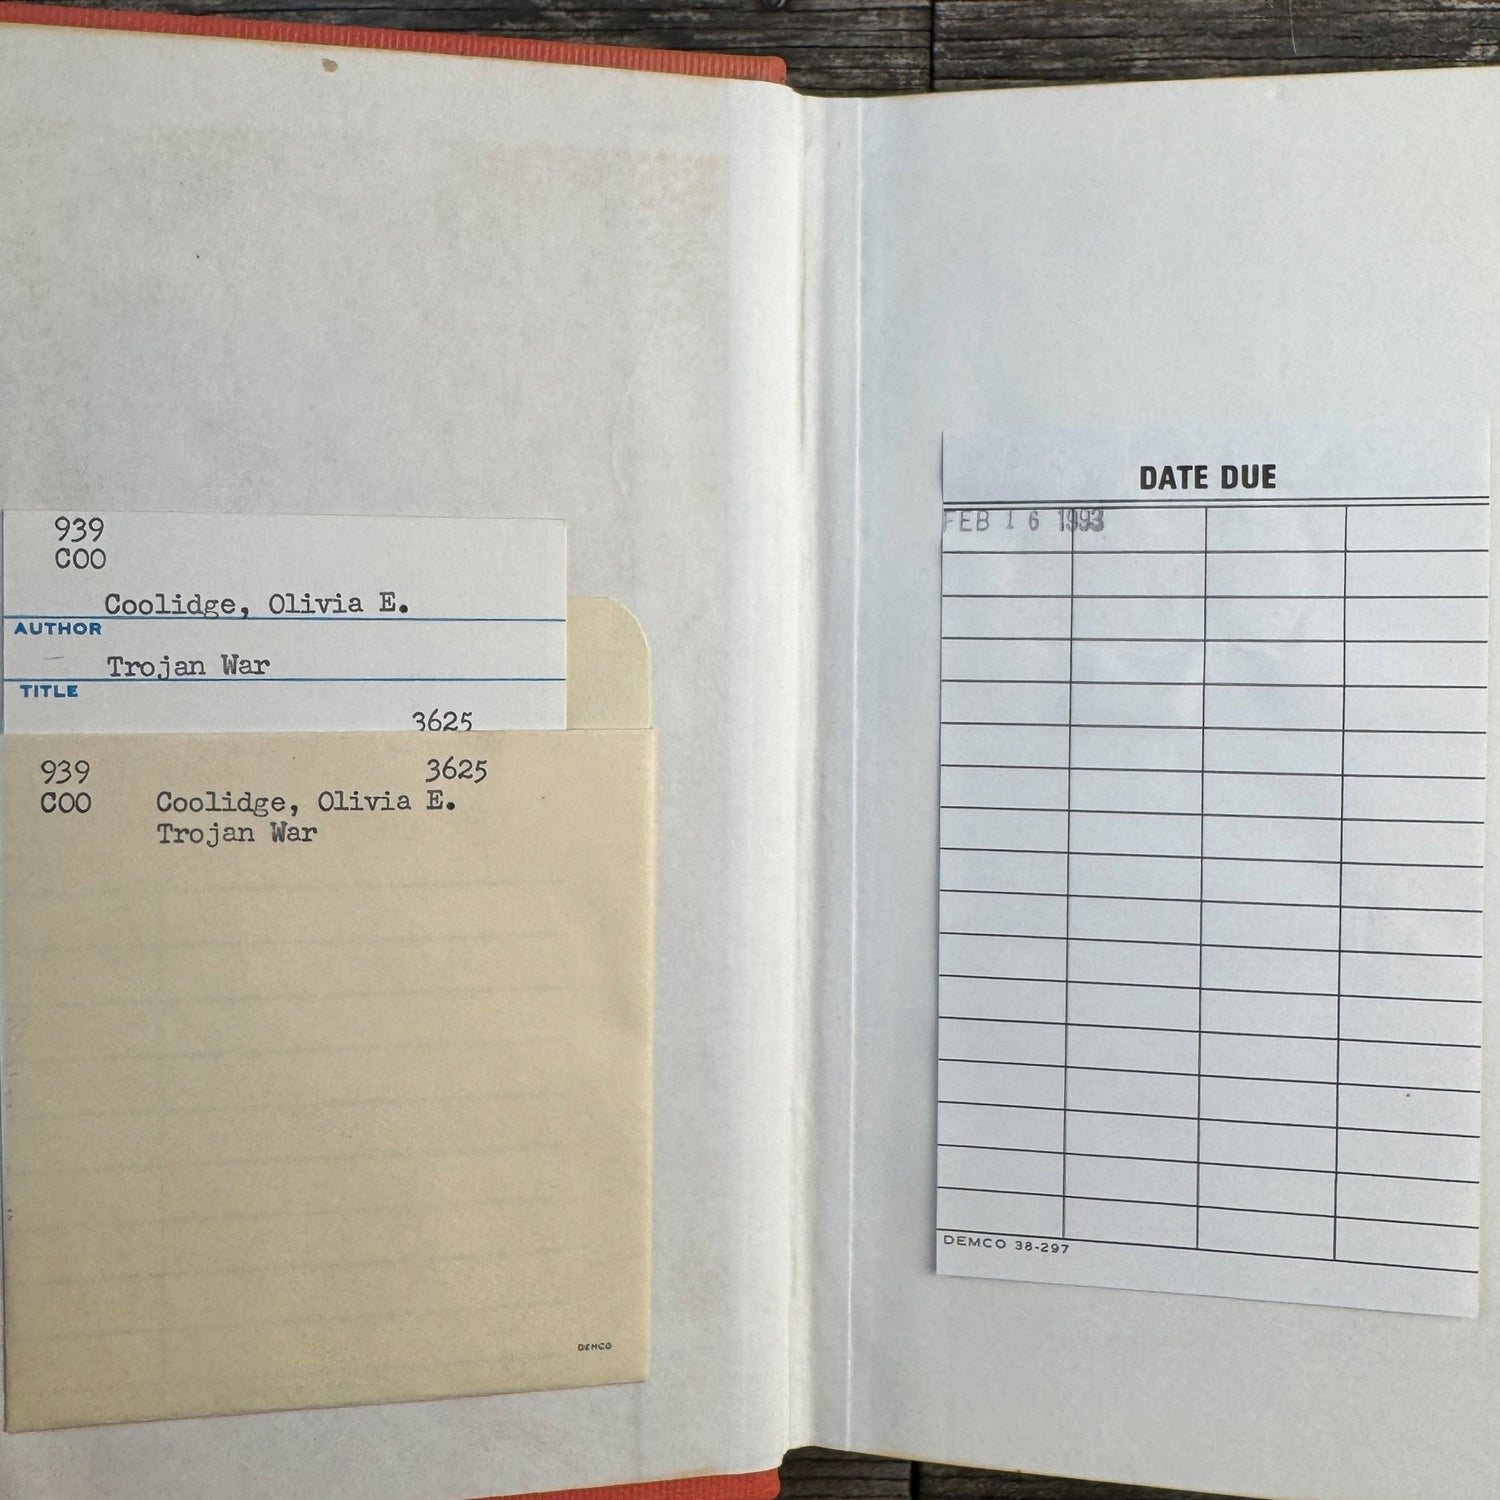 939
COO
Coolidge, Olivia E.
AUTHOR
Trojan War
TITLE
3625
939 3625
COO Coolidge, Olivia E.
Trojan War
DEMCO
DATE DUE
FEB 16 1993
DEMCO 38-297